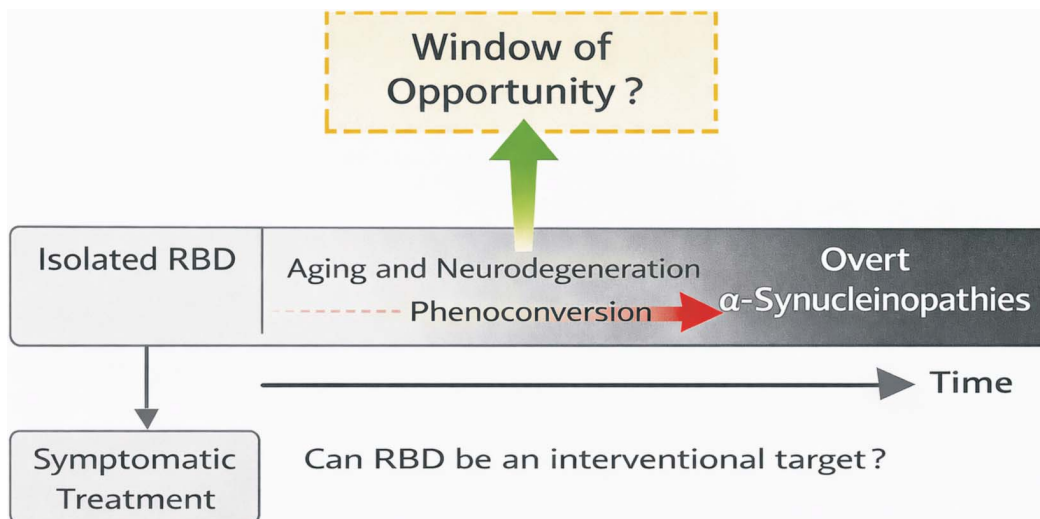 Window of
Opportunity ?
Isolated RBD
Aging and Neurodegeneration
Phenoconversion
Overt
α-Synucleinopathies
Time
Symptomatic
Treatment
Can RBD be an interventional target ?